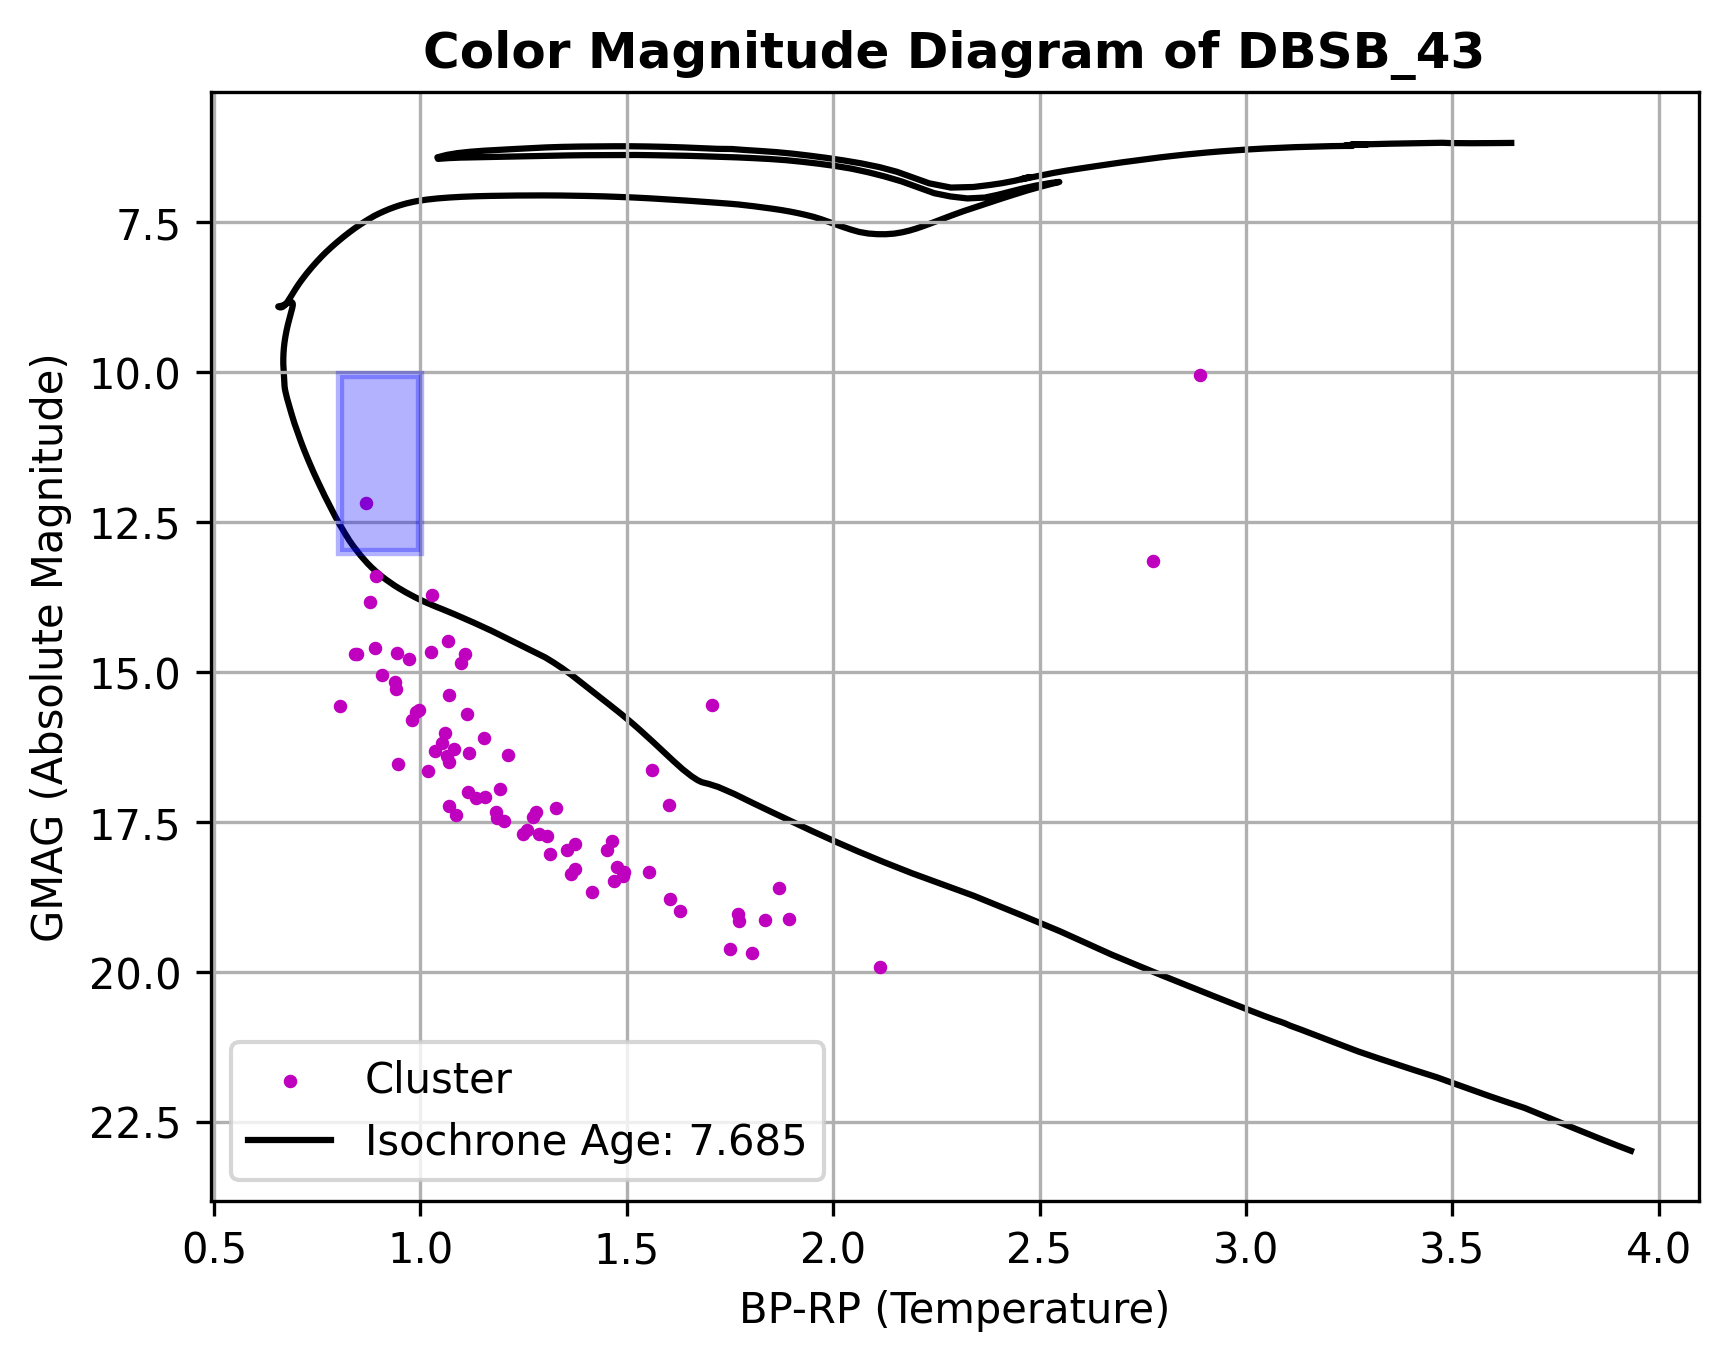 Color Magnitude Diagram of DBSB_43
GMAG (Absolute Magnitude)
7.5
10.0
12.5
15.0
17.5
20.0
22.5
Cluster
Isochrone Age: 7.685
0.5 1.0 1.5 2.0 2.5 3.0 3.5 4.0
BP-RP (Temperature)